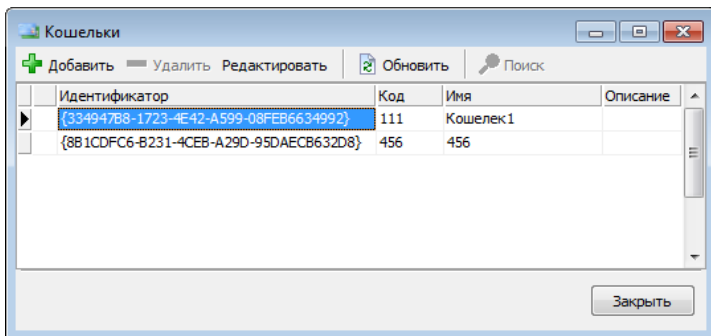 Кошельки
Добавить Удалить Редактировать Обновить Поиск
Идентификатор Код Имя Описание
{334947B8-1723-4E42-A599-08FEB6634992} 111 Кошелек1
{8B1CDFC6-B231-4CEB-A29D-95DAECB632D8} 456 456
Закрыть